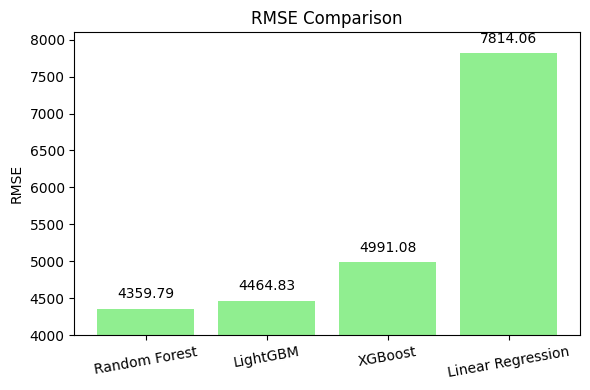 RMSE Comparison
RMSE
8000
7500
7000
6500
6000
5500
5000
4500
4000
4359.79
4464.83
4991.08
7814.06
Random Forest
LightGBM
XGBoost
Linear Regression